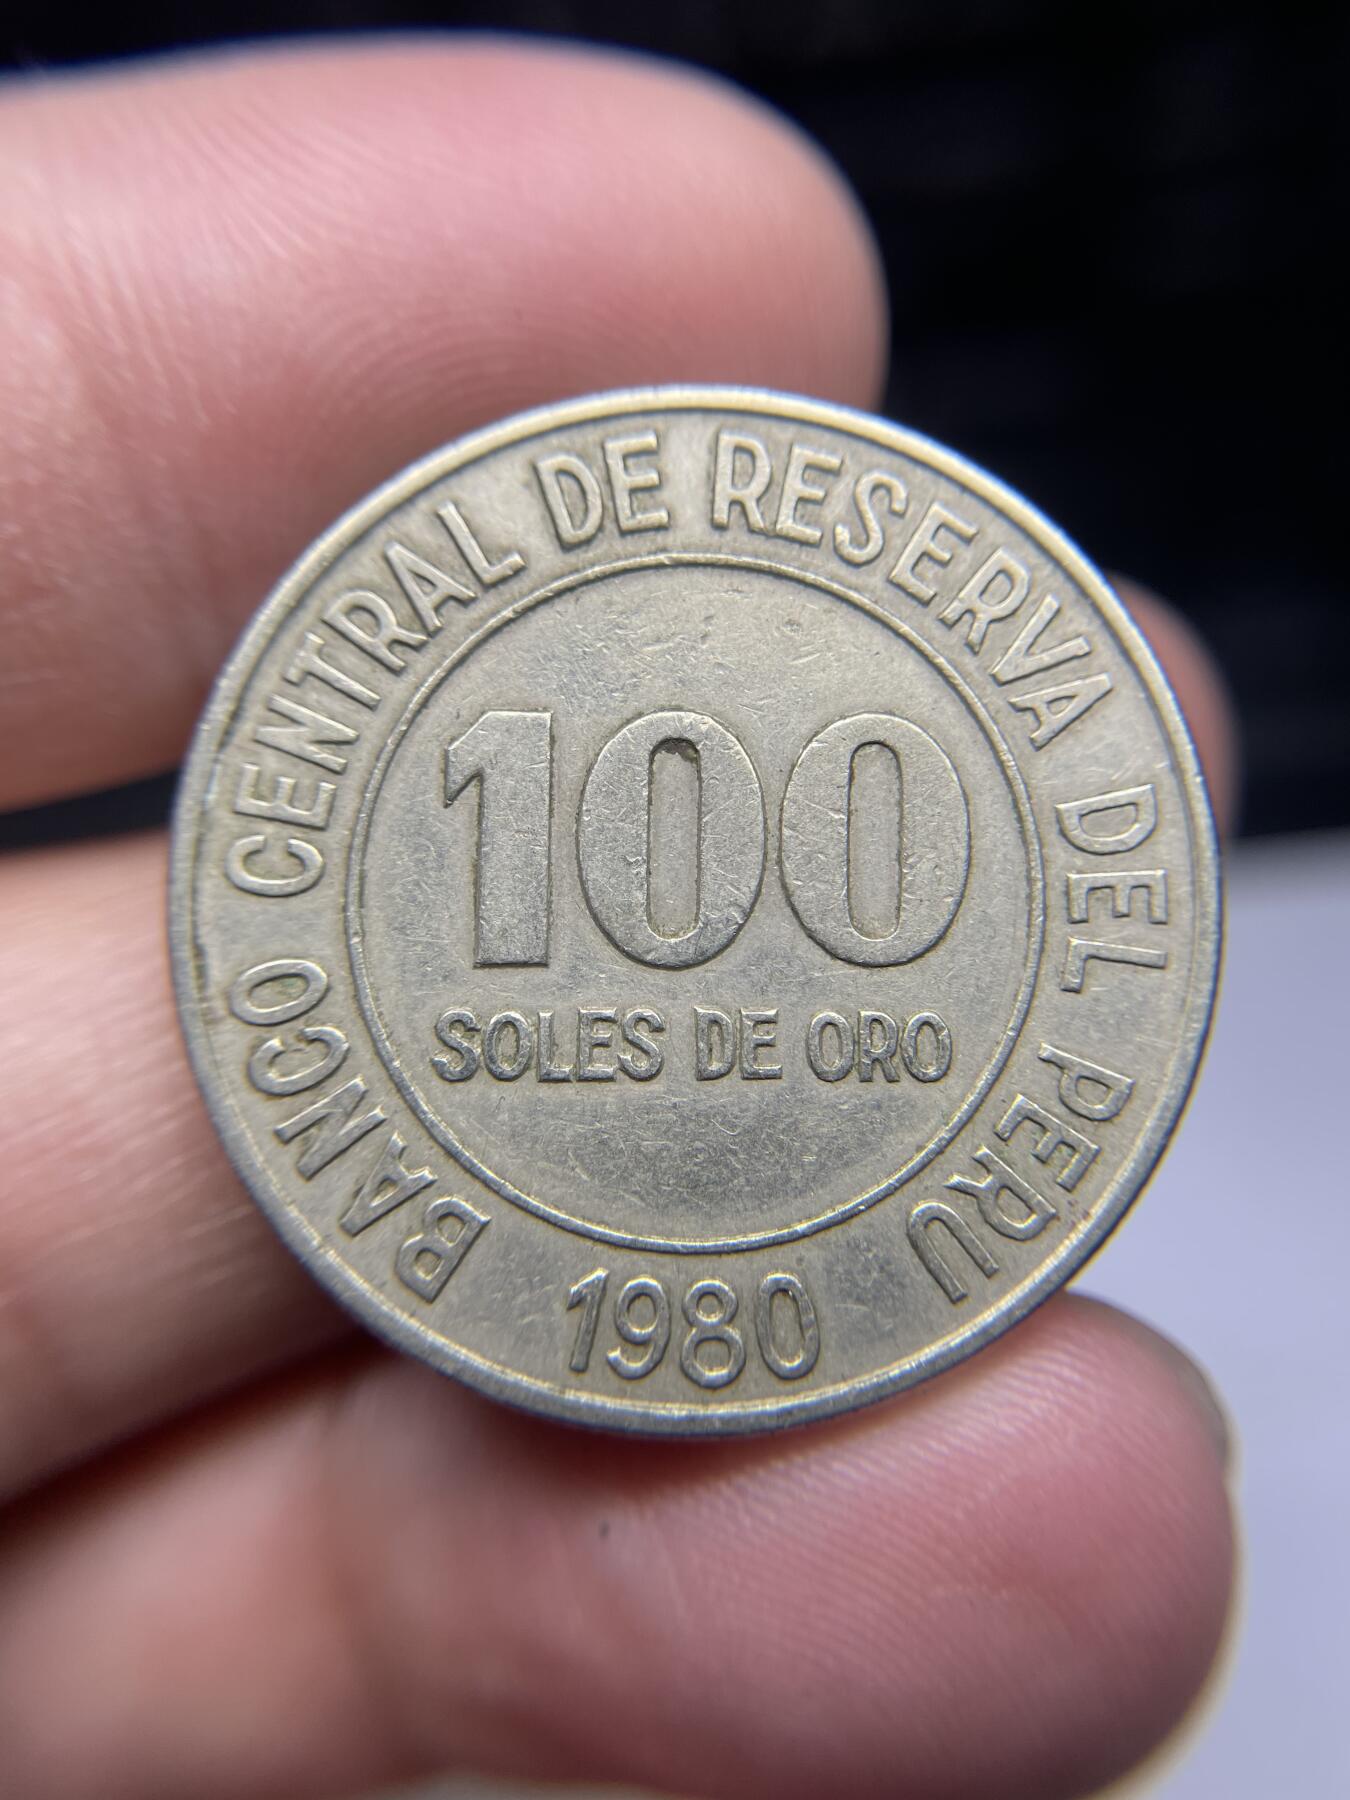 BANCO CENTRAL DE RESERVA DEL PERU
100
SOLES DE ORO
1980